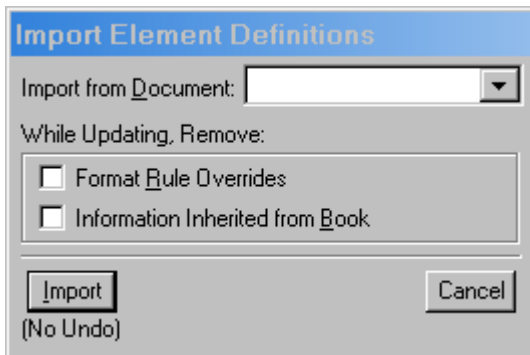 Import Element Definitions
Import from Document:
While Updating, Remove:
Format Rule Overrides
Information Inherited from Book
Import Cancel
(No Undo)